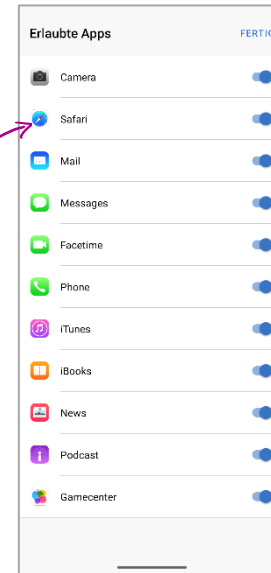 Erlaubte Apps
Camera
Safari
Mail
Messages
Facetime
Phone
iTunes
iBooks
News
Podcast
Gamecenter